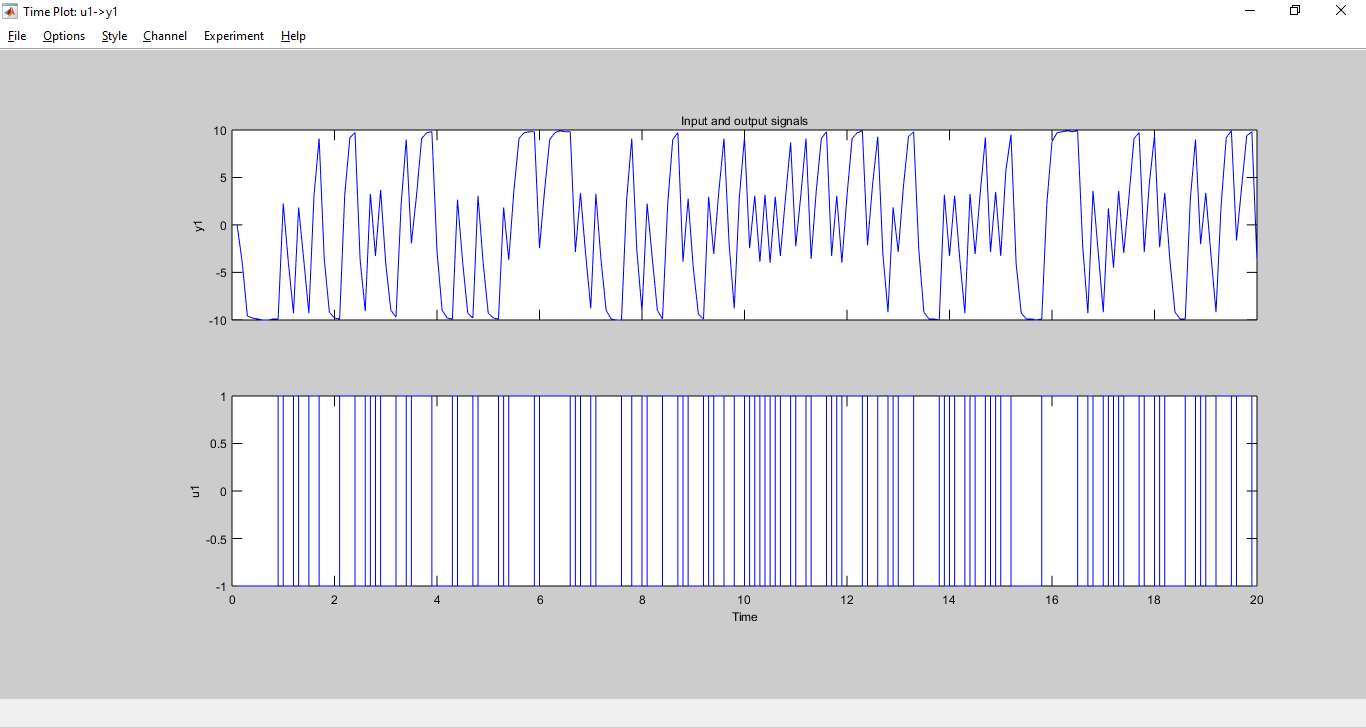 Time Plot: u1->y1
File Options Style Channel Experiment Help
Input and output signals
10
5
0
-5
-10
y1
1
0.5
0
-0.5
-1
u1
0 2 4 6 8 10 12 14 16 18 20
Time